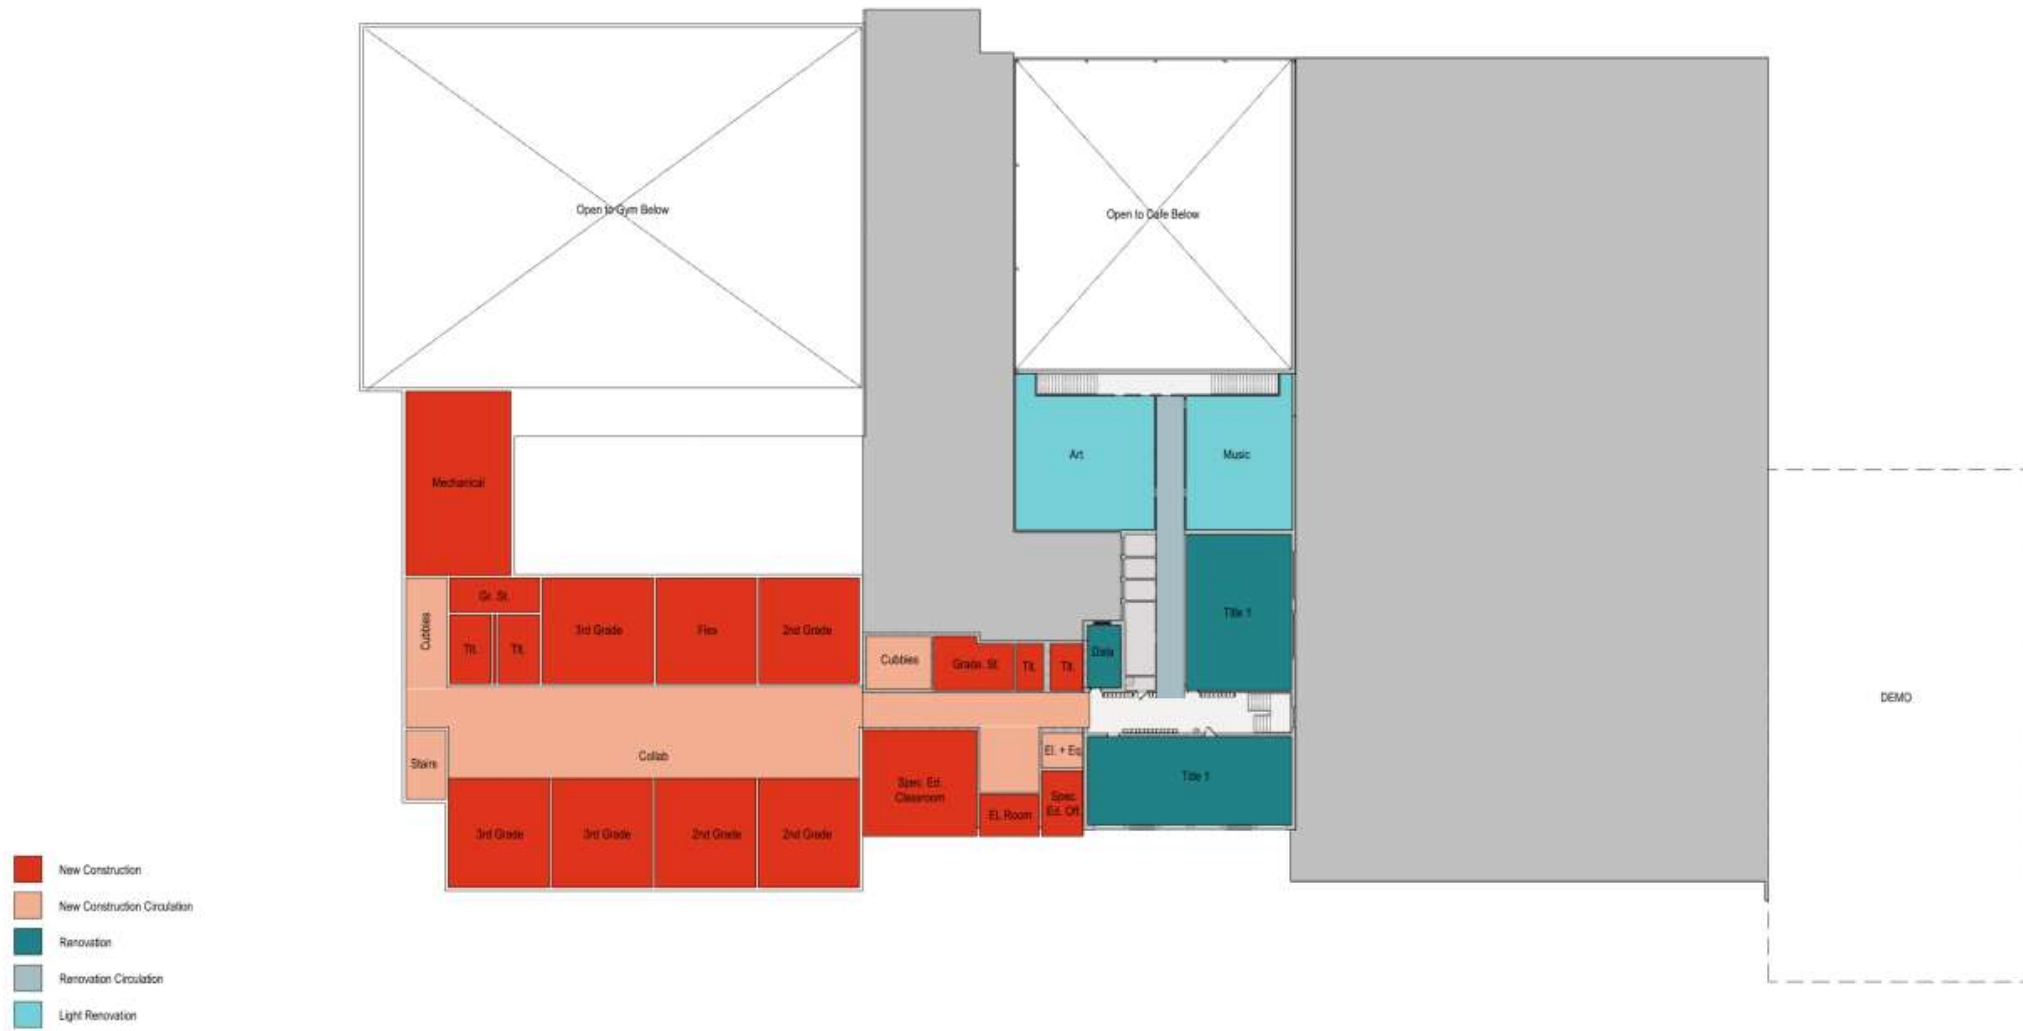 Open to Gym Below
Open to Cafe Below
Art
Music
Mechanical
Cubbies
Gr. St.
Tlt.
Tlt.
3rd Grade
Flex
2nd Grade
Cubbies
Grade. St.
Tlt.
Tlt.
Data
Title 1
DEMO
Stairs
Collab
Spec. Ed.
Classroom
El. + Eq.
EL Room
Spec.
Ed. Off.
Title 1
3rd Grade
3rd Grade
2nd Grade
2nd Grade
New Construction
New Construction Circulation
Renovation
Renovation Circulation
Light Renovation